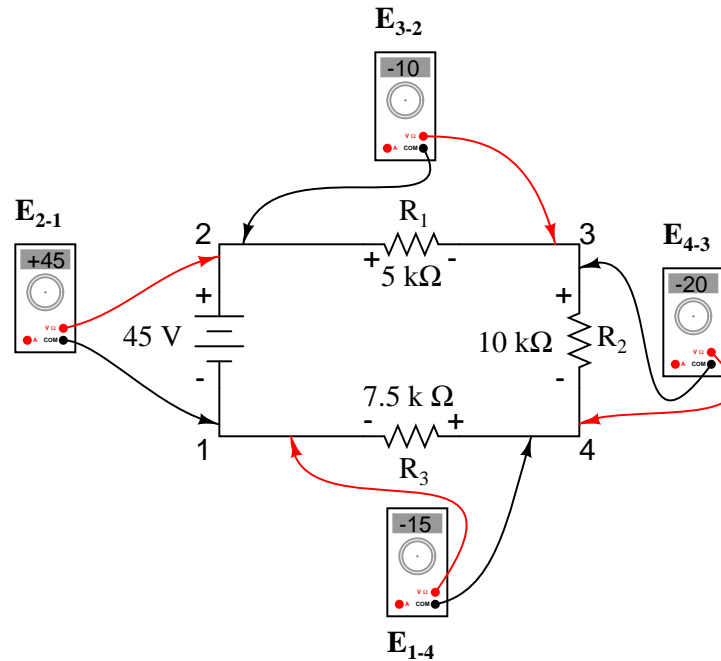 E3-2
-10
V Ω
A COM
E2-1
+45
V Ω
A COM
2
R1
+ -
5 kΩ
3
E4-3
-20
V Ω
A COM
+
45 V
-
+
10 kΩ R2
-
7.5 k Ω
- +
R3
1
4
-15
V Ω
A COM
E1-4